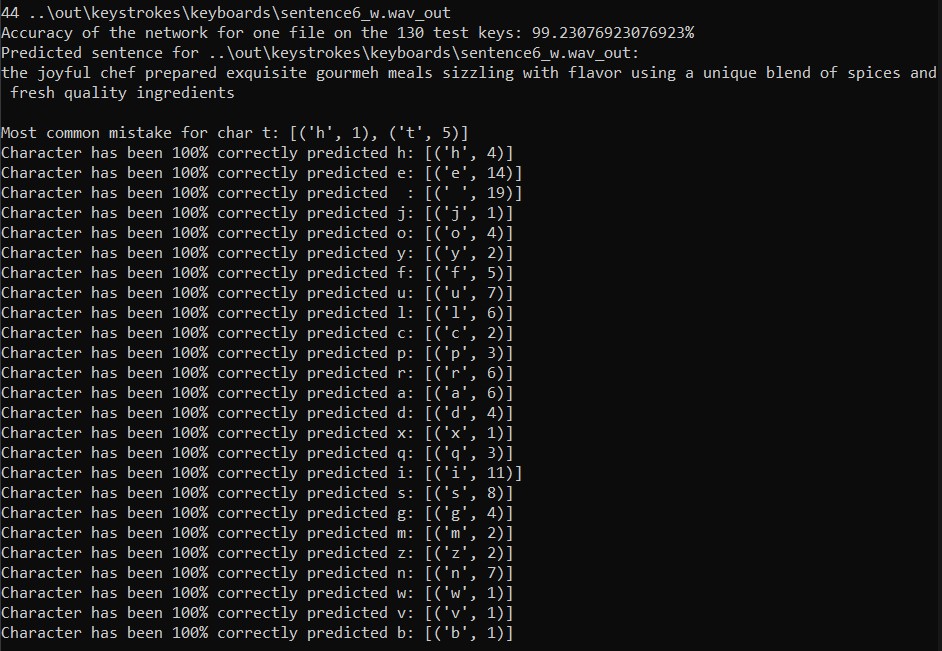 44 ..\out\keystrokes\keyboards\sentence6_w.wav_out
Accuracy of the network for one file on the 130 test keys: 99.23076923076923%
Predicted sentence for ..\out\keystrokes\keyboards\sentence6_w.wav_out:
the joyful chef prepared exquisite gourmeh meals sizzling with flavor using a unique blend of spices and
 fresh quality ingredients

Most common mistake for char t: [('h', 1), ('t', 5)]
Character has been 100% correctly predicted h: [('h', 4)]
Character has been 100% correctly predicted e: [('e', 14)]
Character has been 100% correctly predicted  : [(' ', 19)]
Character has been 100% correctly predicted j: [('j', 1)]
Character has been 100% correctly predicted o: [('o', 4)]
Character has been 100% correctly predicted y: [('y', 2)]
Character has been 100% correctly predicted f: [('f', 5)]
Character has been 100% correctly predicted u: [('u', 7)]
Character has been 100% correctly predicted l: [('l', 6)]
Character has been 100% correctly predicted c: [('c', 2)]
Character has been 100% correctly predicted p: [('p', 3)]
Character has been 100% correctly predicted r: [('r', 6)]
Character has been 100% correctly predicted a: [('a', 6)]
Character has been 100% correctly predicted d: [('d', 4)]
Character has been 100% correctly predicted x: [('x', 1)]
Character has been 100% correctly predicted q: [('q', 3)]
Character has been 100% correctly predicted i: [('i', 11)]
Character has been 100% correctly predicted s: [('s', 8)]
Character has been 100% correctly predicted g: [('g', 4)]
Character has been 100% correctly predicted m: [('m', 2)]
Character has been 100% correctly predicted z: [('z', 2)]
Character has been 100% correctly predicted n: [('n', 7)]
Character has been 100% correctly predicted w: [('w', 1)]
Character has been 100% correctly predicted v: [('v', 1)]
Character has been 100% correctly predicted b: [('b', 1)]